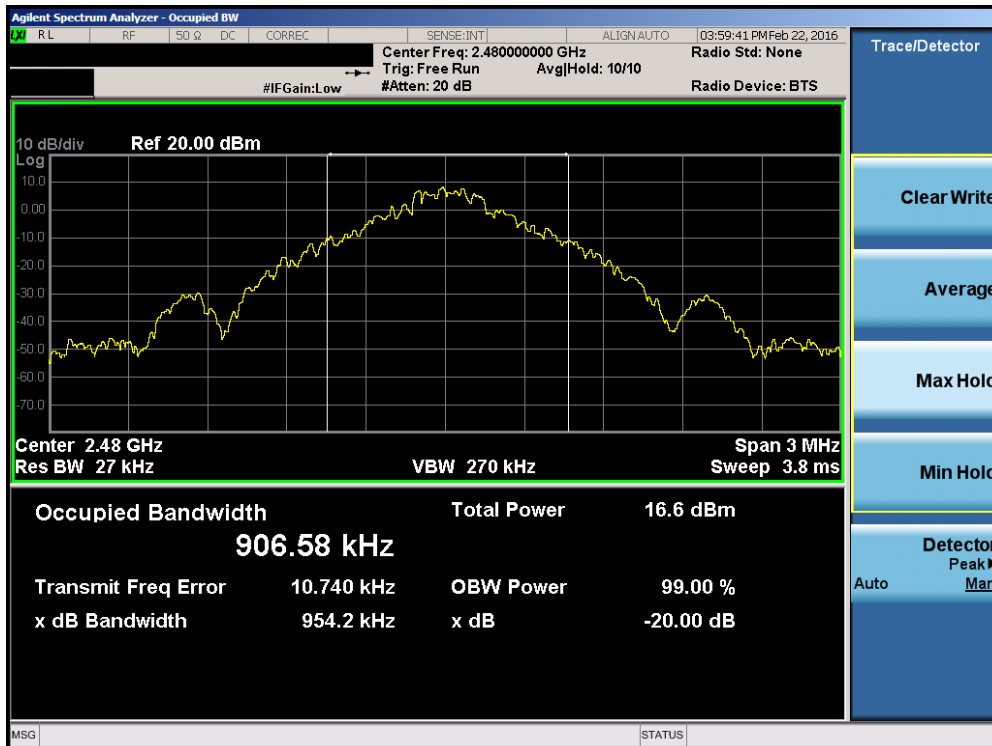 Agilent Spectrum Analyzer - Occupied BW
LXI RL RF 50 Ω DC CORREC SENSE:INT ALIGN AUTO 03:59:41 PM Feb 22, 2016
Center Freq: 2.480000000 GHz Radio Std: None
Trig: Free Run Avg|Hold: 10/10
#IFGain:Low #Atten: 20 dB Radio Device: BTS
Trace/Detector
10 dB/div Ref 20.00 dBm
Log
10.0
0.00
-10.0
-20.0
-30.0
-40.0
-50.0
-60.0
-70.0
Center 2.48 GHz Span 3 MHz
Res BW 27 kHz VBW 270 kHz Sweep 3.8 ms
Occupied Bandwidth Total Power 16.6 dBm
906.58 kHz
Transmit Freq Error 10.740 kHz OBW Power 99.00 %
x dB Bandwidth 954.2 kHz x dB -20.00 dB
Clear Write
Average
Max Hold
Min Hold
Detector
Peak▶
Auto Man
MSG STATUS